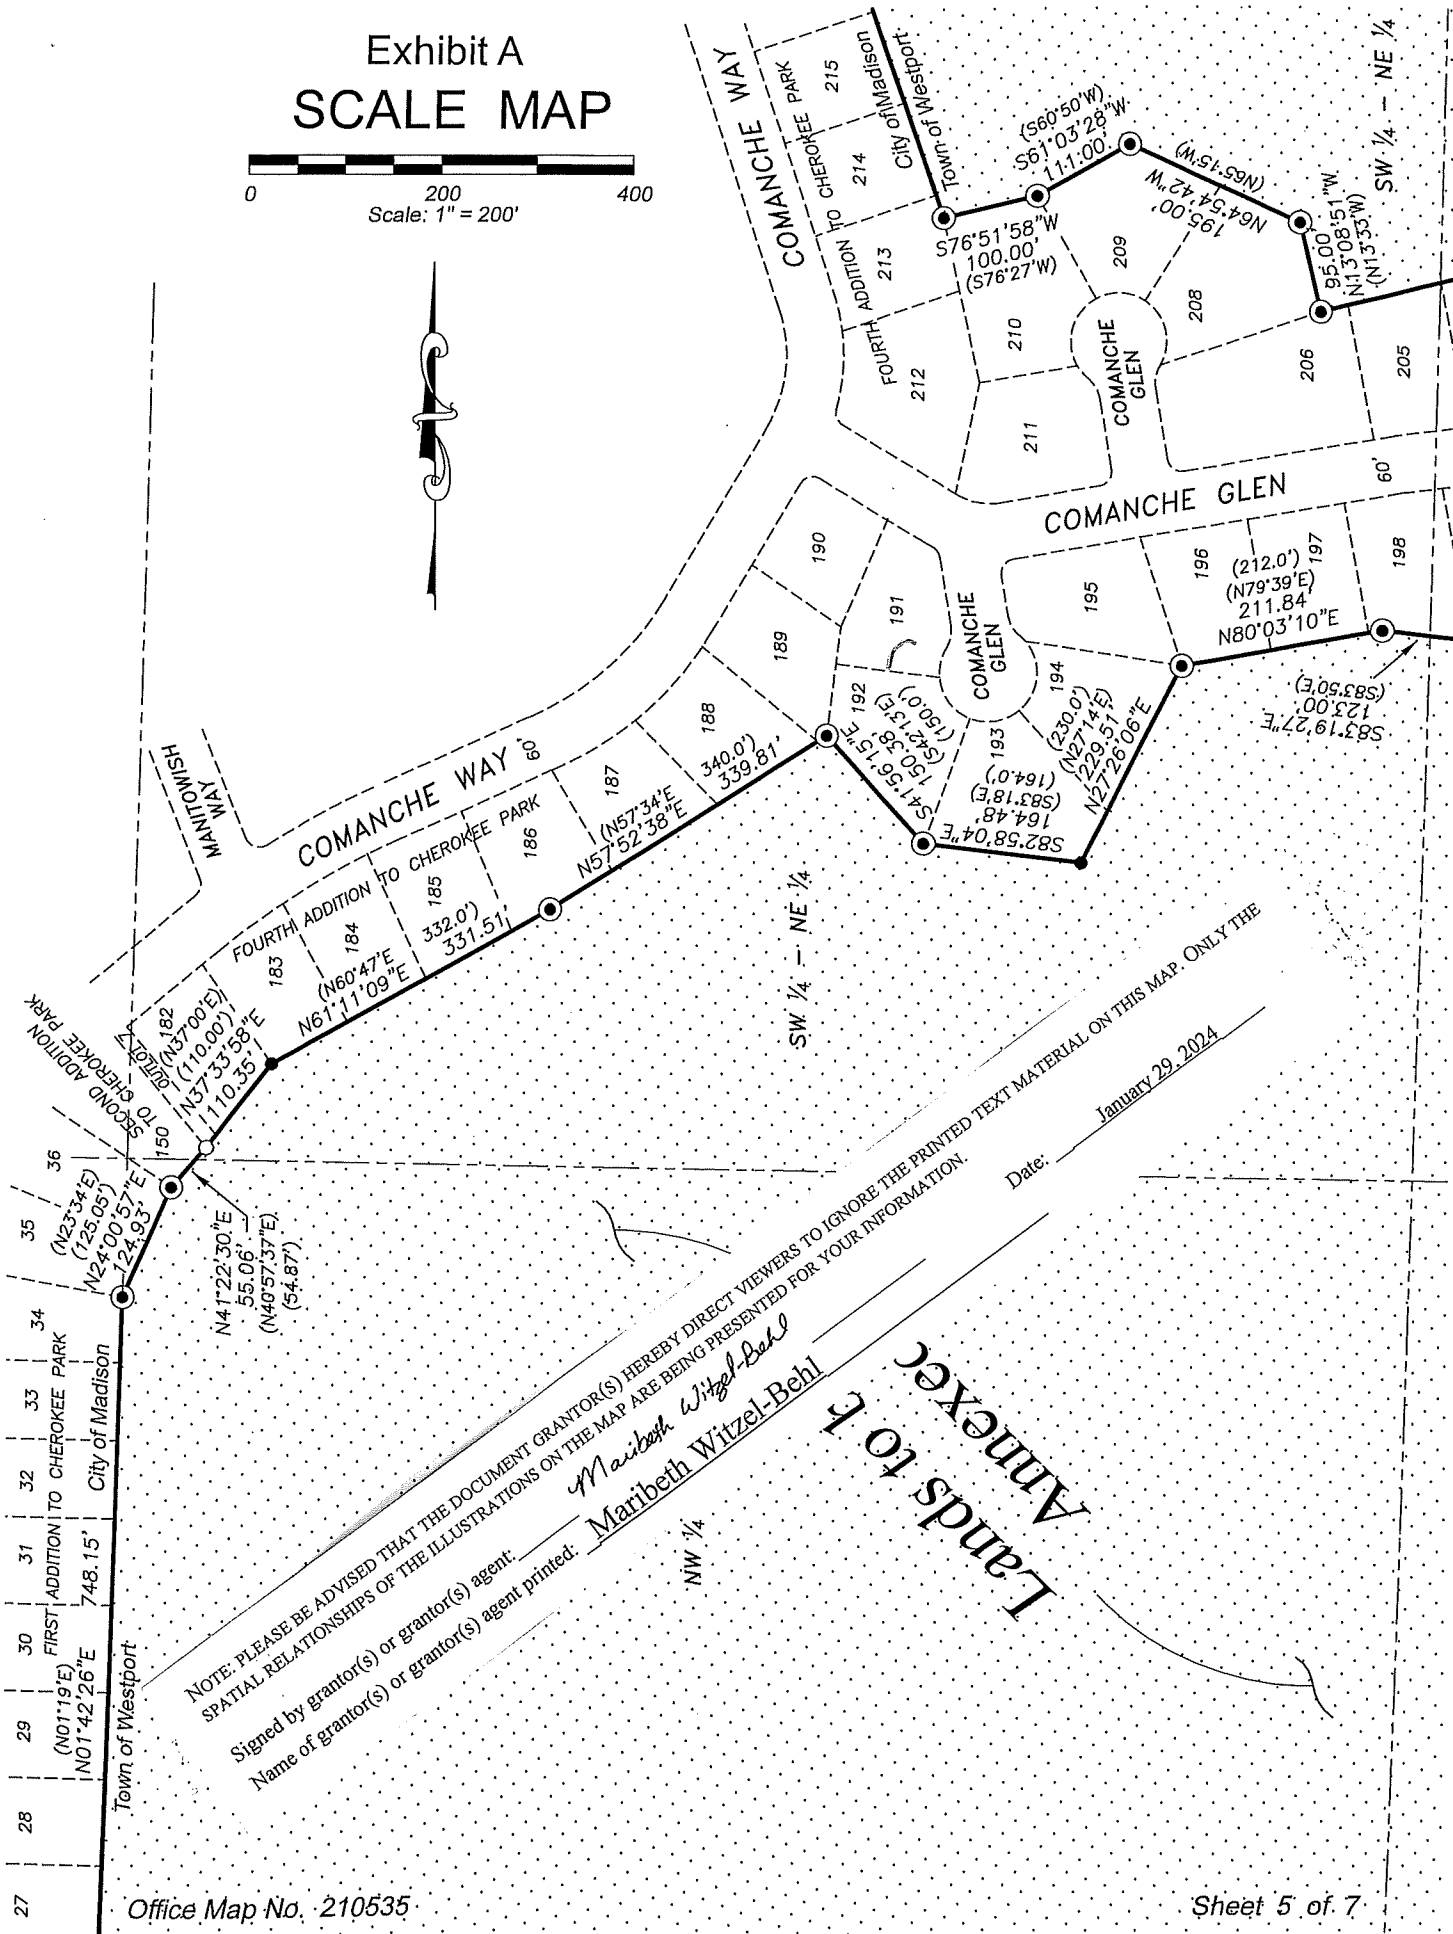 Exhibit A
SCALE MAP
0 200 400
Scale: 1" = 200'
COMANCHE WAY
FOURTH ADDITION TO CHEROKEE PARK
215
214
213
212
City of Madison
Town of Westport
S76°51'58"W
100.00'
(S76°27'W)
(S60°50'W)
S61°03'28"W
111.00'
(N65°15'W)
N64°54'42"W
195.00'
95.00'
N13°08'51"W
(N13°33'W)
SW ¼ - NE ¼
211
210
209
208
206
205
COMANCHE
GLEN
COMANCHE GLEN
60'
190
191
189
188
192
193
194
195
196
197
198
COMANCHE
GLEN
(212.0')
(N79°39'E)
211.84'
N80°03'10"E
S83°19'27"E
123.00'
(S83°50'E)
(230.0')
(N27°14'E)
229.51'
N27°26'06"E
S82°58'04"E
164.48'
(S83°18'E)
(164.0')
S41°56'15"E
150.38'
(S42°13'E)
(150.0')
MANITOWISH
WAY
COMANCHE WAY
60'
FOURTH ADDITION TO CHEROKEE PARK
187
186
185
184
183
182
340.0')
339.81'
(N57°34'E
N57°52'38"E
332.0')
331.51'
(N60°47'E
N61°11'09"E
SW ¼ - NE ¼
OUTLOT
(N37°00'E)
(110.00')
N37°33'58"E
110.35'
SECOND ADDITION
TO CHEROKEE PARK
150
36
35
34
33
32
31
30
29
28
27
(N23°34'E)
(125.05')
N24°00'57"E
124.93'
N41°22'30"E
55.06'
(N40°57'37"E)
(54.87')
FIRST ADDITION TO CHEROKEE PARK
City of Madison
748.15'
(N01°19'E)
N01°42'26"E
Town of Westport
NOTE: PLEASE BE ADVISED THAT THE DOCUMENT GRANTOR(S) HEREBY DIRECT VIEWERS TO IGNORE THE PRINTED TEXT MATERIAL ON THIS MAP. ONLY THE
SPATIAL RELATIONSHIPS OF THE ILLUSTRATIONS ON THE MAP ARE BEING PRESENTED FOR YOUR INFORMATION.
Signed by grantor(s) or grantor(s) agent: Maribeth Witzel-Behl Date: January 29, 2024
Name of grantor(s) or grantor(s) agent printed: Maribeth Witzel-Behl
NW ¼
Lands to
Annexe
Office Map No. 210535
Sheet 5 of 7